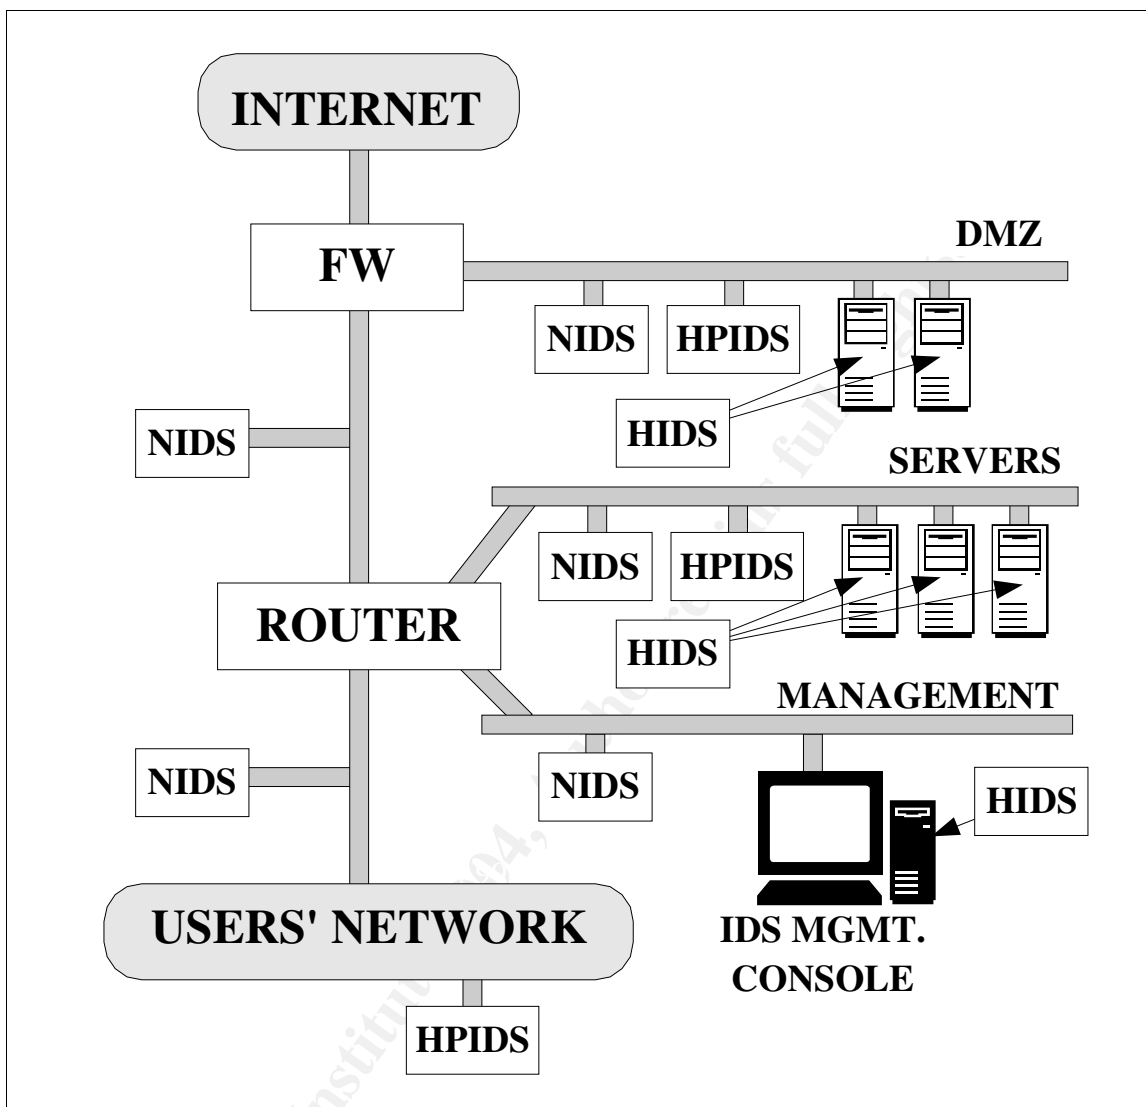 INTERNET
FW
DMZ
NIDS
HPIDS
HIDS
NIDS
SERVERS
NIDS
HPIDS
HIDS
ROUTER
MANAGEMENT
NIDS
NIDS
HIDS
USERS' NETWORK
IDS MGMT.
CONSOLE
HPIDS